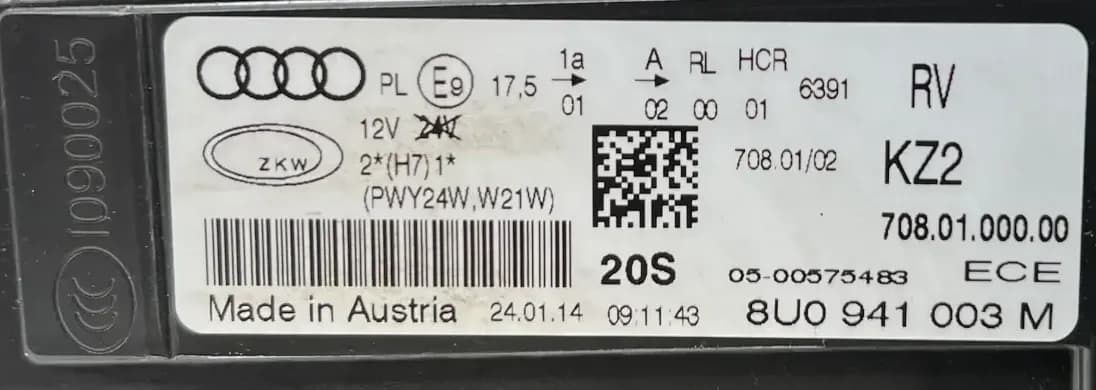 I090025
PL E9 17,5 1a → 01 A → 02 RL 00 HCR 01 6391 RV
12V 24V
ZKW
2*(H7)1*
(PWY24W,W21W)
708.01/02 KZ2
708.01.000.00
20S 05-00575483 ECE
Made in Austria 24.01.14 09:11:43 8U0 941 003 M
CCC